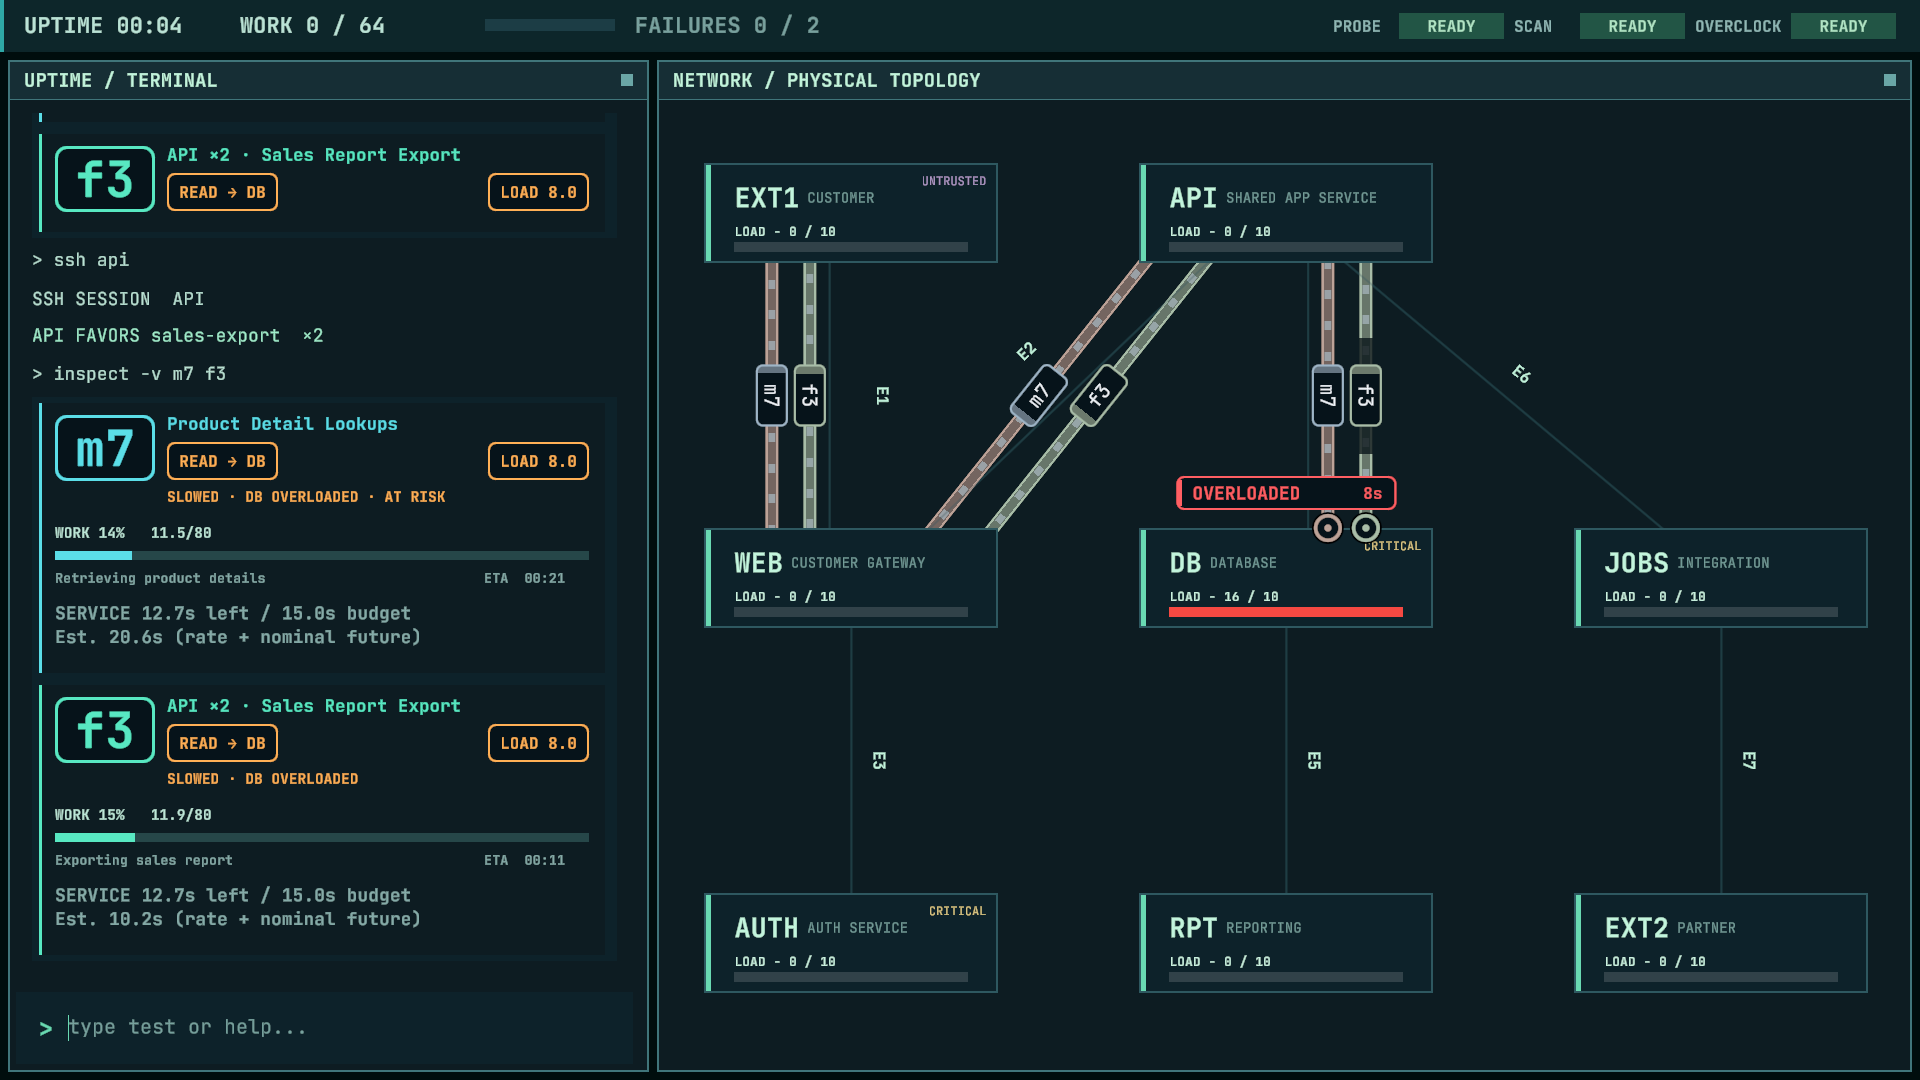 UPTIME 00:04 WORK 0 / 64 FAILURES 0 / 2 PROBE READY SCAN READY OVERCLOCK READY
UPTIME / TERMINAL
f3 API ×2 · Sales Report Export
READ → DB LOAD 8.0
> ssh api
SSH SESSION API
API FAVORS sales-export ×2
> inspect -v m7 f3
m7 Product Detail Lookups
READ → DB LOAD 8.0
SLOWED · DB OVERLOADED · AT RISK
WORK 14% 11.5/80
Retrieving product details ETA 00:21
SERVICE 12.7s left / 15.0s budget
Est. 20.6s (rate + nominal future)
f3 API ×2 · Sales Report Export
READ → DB LOAD 8.0
SLOWED · DB OVERLOADED
WORK 15% 11.9/80
Exporting sales report ETA 00:11
SERVICE 12.7s left / 15.0s budget
Est. 10.2s (rate + nominal future)
> type test or help...
NETWORK / PHYSICAL TOPOLOGY
EXT1 CUSTOMER UNTRUSTED
LOAD - 0 / 10
API SHARED APP SERVICE
LOAD - 0 / 10
m7 f3 E1 E2 m7 f3 m7 f3 E6
OVERLOADED 8s
WEB CUSTOMER GATEWAY
LOAD - 0 / 10
DB DATABASE CRITICAL
LOAD - 16 / 10
JOBS INTEGRATION
LOAD - 0 / 10
E3 E5 E7
AUTH AUTH SERVICE CRITICAL
LOAD - 0 / 10
RPT REPORTING
LOAD - 0 / 10
EXT2 PARTNER
LOAD - 0 / 10